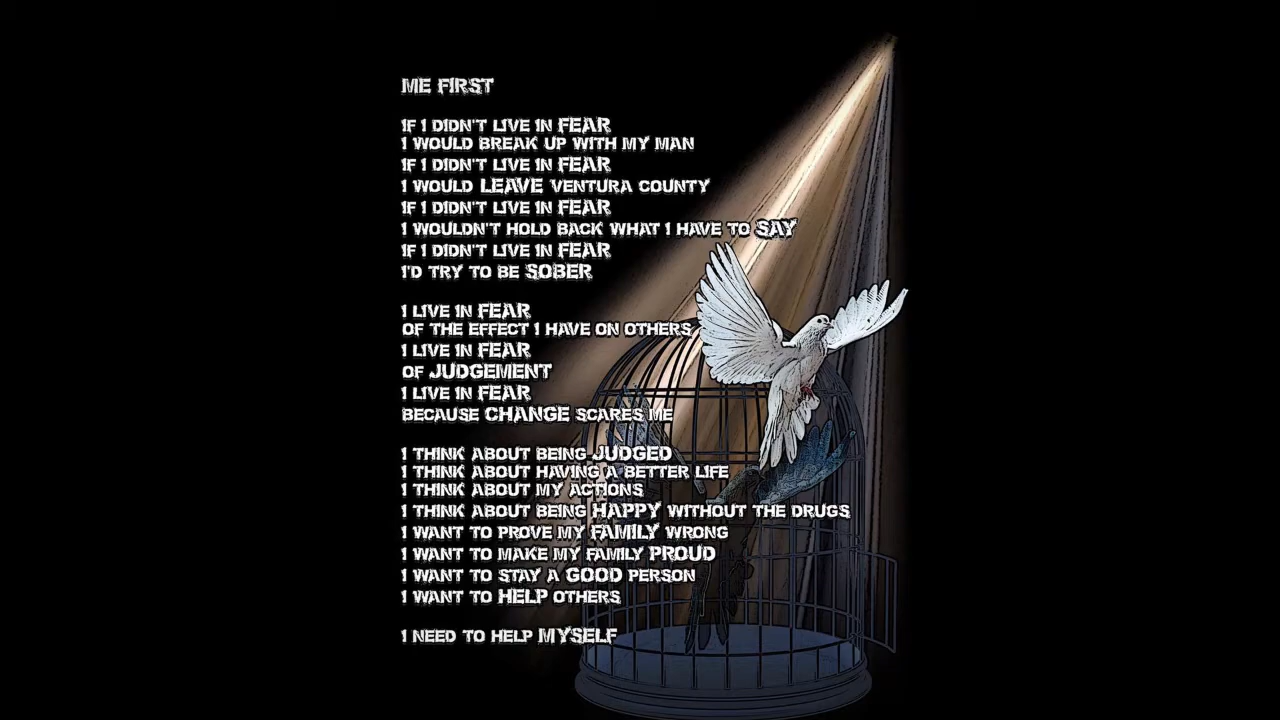 ME FIRST
IF I DIDN'T LIVE IN FEAR
I WOULD BREAK UP WITH MY MAN
IF I DIDN'T LIVE IN FEAR
I WOULD LEAVE VENTURA COUNTY
IF I DIDN'T LIVE IN FEAR
I WOULDN'T HOLD BACK WHAT I HAVE TO SAY
IF I DIDN'T LIVE IN FEAR
I'D TRY TO BE SOBER
I LIVE IN FEAR
OF THE EFFECT I HAVE ON OTHERS
I LIVE IN FEAR
OF JUDGEMENT
I LIVE IN FEAR
BECAUSE CHANGE SCARES ME
I THINK ABOUT BEING JUDGED
I THINK ABOUT HAVING A BETTER LIFE
I THINK ABOUT MY ACTIONS
I THINK ABOUT BEING HAPPY WITHOUT THE DRUGS
I WANT TO PROVE MY FAMILY WRONG
I WANT TO MAKE MY FAMILY PROUD
I WANT TO STAY A GOOD PERSON
I WANT TO HELP OTHERS
I NEED TO HELP MYSELF